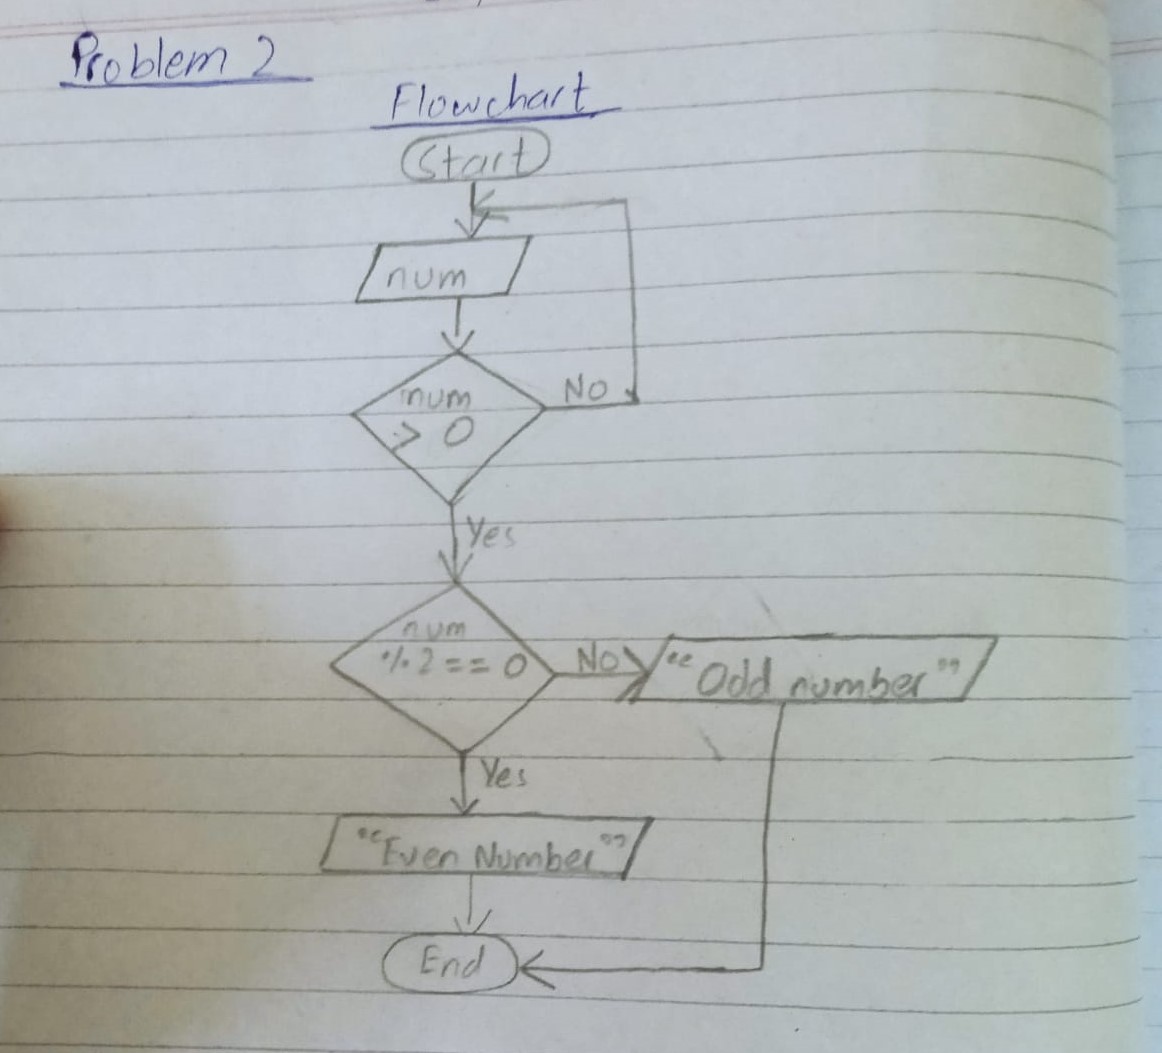 Problem 2
Flowchart
Start
num
num
> 0
No
Yes
num
% 2 == 0
No
"Odd number"
Yes
"Even Number"
End